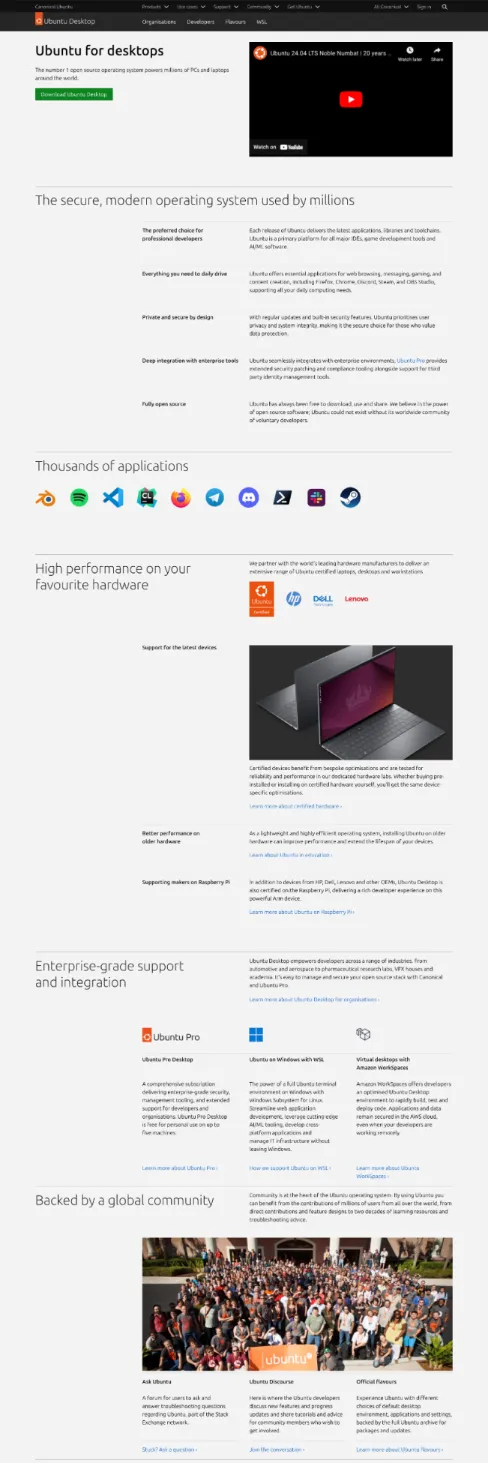 Canonical Ubuntu
Products
Use cases
Support
Community
Get Ubuntu
All Canonical
Sign in
Ubuntu Desktop
Organisations
Developers
Flavours
WSL
Ubuntu for desktops
The number 1 open source operating system powers millions of PCs and laptops
around the world.
Download Ubuntu Desktop
Ubuntu 24.04 LTS Noble Numbat | 20 years ...
Watch later
Share
Watch on YouTube
The secure, modern operating system used by millions
The preferred choice for
professional developers
Each release of Ubuntu delivers the latest applications, libraries and toolchains.
Ubuntu is a primary platform for all major IDEs, game development tools and
AI/ML software.
Everything you need to daily drive
Ubuntu offers essential applications for web browsing, messaging, gaming, and
content creation, including Firefox, Chrome, Discord, Steam, and OBS Studio,
supporting all your daily computing needs.
Private and secure by design
With regular updates and built-in security features, Ubuntu prioritises user
privacy and system integrity, making it the secure choice for those who value
data protection.
Deep integration with enterprise tools
Ubuntu seamlessly integrates with enterprise environments, Ubuntu Pro provides
extended security patching and compliance tooling alongside support for third
party identity management tools.
Fully open source
Ubuntu has always been free to download, use and share. We believe in the power
of open source software; Ubuntu could not exist without its worldwide community
of voluntary developers.
Thousands of applications
CL
High performance on your
favourite hardware
We partner with the world's leading hardware manufacturers to deliver an
extensive range of Ubuntu certified laptops, desktops and workstations.
Ubuntu
Certified
hp
DELL
Lenovo
Support for the latest devices
Certified devices benefit from bespoke optimisations and are tested for
reliability and performance in our dedicated hardware labs. Whether buying pre-
installed or installing on certified hardware yourself, you'll get the same device-
specific optimisations.
Learn more about certified hardware ›
Better performance on
older hardware
As a lightweight and highly efficient operating system, installing Ubuntu on older
hardware can improve performance and extend the lifespan of your devices.
Learn about Ubuntu in education ›
Supporting makers on Raspberry Pi
In addition to devices from HP, Dell, Lenovo and other OEMs, Ubuntu Desktop is
also certified on the Raspberry Pi, delivering a rich developer experience on this
powerful Arm device.
Learn more about Ubuntu on Raspberry Pi ›
Enterprise-grade support
and integration
Ubuntu Desktop empowers developers across a range of industries. From
automotive and aerospace to pharmaceutical research labs, VFX houses and
academia. It's easy to manage and secure your open source stack with Canonical
and Ubuntu Pro.
Learn more about Ubuntu Desktop for organisations ›
Ubuntu Pro
Ubuntu Pro Desktop
A comprehensive subscription
delivering enterprise-grade security,
management tooling, and extended
support for developers and
organisations. Ubuntu Pro Desktop
is free for personal use on up to
five machines.
Learn more about Ubuntu Pro ›
Ubuntu on Windows with WSL
The power of a full Ubuntu terminal
environment on Windows with
Windows Subsystem for Linux.
Streamline web application
development, leverage cutting edge
AI/ML tooling, develop cross-
platform applications and
manage IT infrastructure without
leaving Windows.
How we support Ubuntu on WSL ›
Virtual desktops with
Amazon WorkSpaces
Amazon WorkSpaces offers developers
an optimised Ubuntu Desktop
environment to rapidly build, test and
deploy code. Applications and data
remain secured in the AWS cloud,
even when your developers are
working remotely.
Learn more about Ubuntu
WorkSpaces ›
Backed by a global community
Community is at the heart of the Ubuntu operating system. By using Ubuntu you
can benefit from the contributions of millions of users from all over the world, from
direct contributions and feature designs to two decades of learning resources and
troubleshooting advice.
ubuntu
Ask Ubuntu
A forum for users to ask and
answer troubleshooting questions
regarding Ubuntu, part of the Stack
Exchange network.
Stuck? Ask a question ›
Ubuntu Discourse
Here is where the Ubuntu developers
discuss new features and progress
updates and share tutorials and advice
for community members who wish to
get involved.
Join the conversation ›
Official flavours
Experience Ubuntu with different
choices of default desktop
environment, applications and settings,
backed by the full Ubuntu archive for
packages and updates.
Learn more about Ubuntu flavours ›